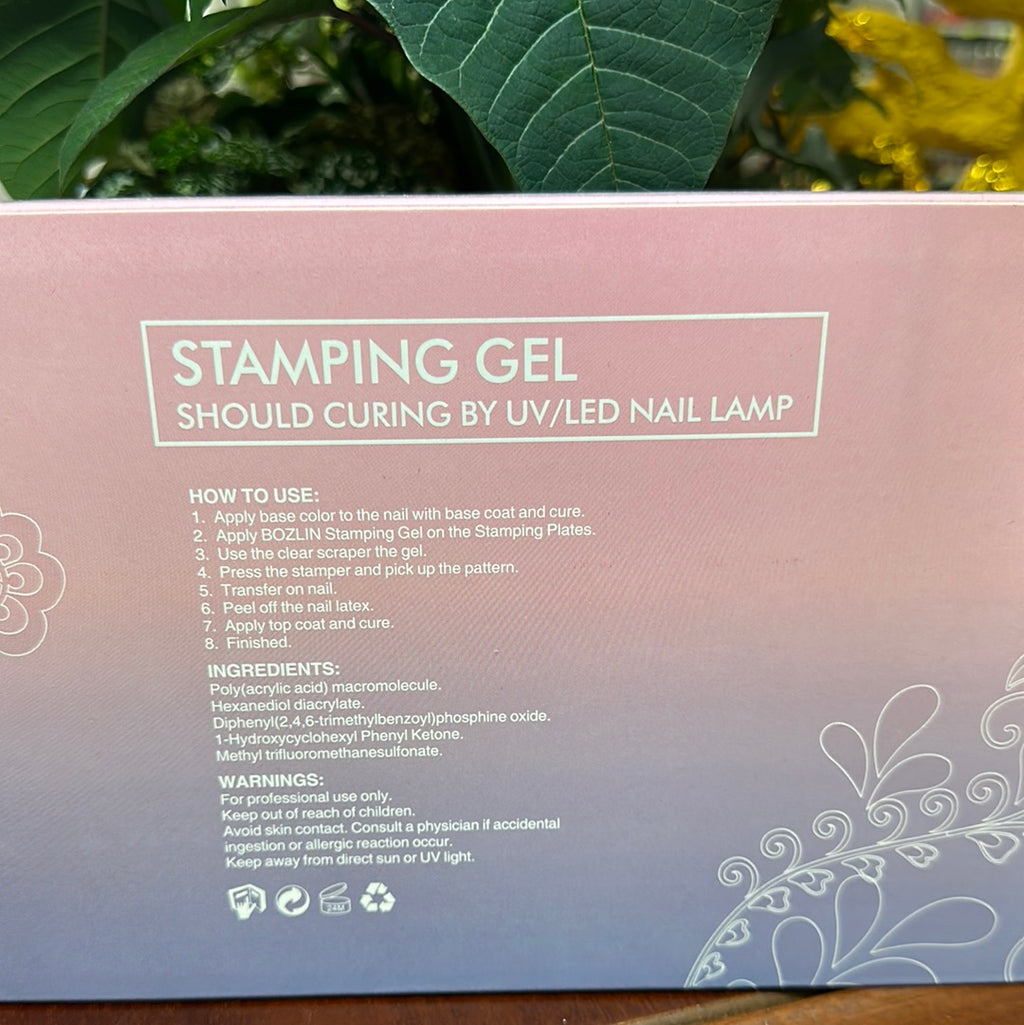 STAMPING GEL
SHOULD CURING BY UV/LED NAIL LAMP
HOW TO USE:
1. Apply base color to the nail with base coat and cure.
2. Apply BOZLIN Stamping Gel on the Stamping Plates.
3. Use the clear scraper the gel.
4. Press the stamper and pick up the pattern.
5. Transfer on nail.
6. Peel off the nail latex.
7. Apply top coat and cure.
8. Finished.
INGREDIENTS:
Poly(acrylic acid) macromolecule.
Hexanediol diacrylate.
Diphenyl(2,4,6-trimethylbenzoyl)phosphine oxide.
1-Hydroxycyclohexyl Phenyl Ketone.
Methyl trifluoromethanesulfonate.
WARNINGS:
For professional use only.
Keep out of reach of children.
Avoid skin contact. Consult a physician if accidental
ingestion or allergic reaction occur.
Keep away from direct sun or UV light.
24M